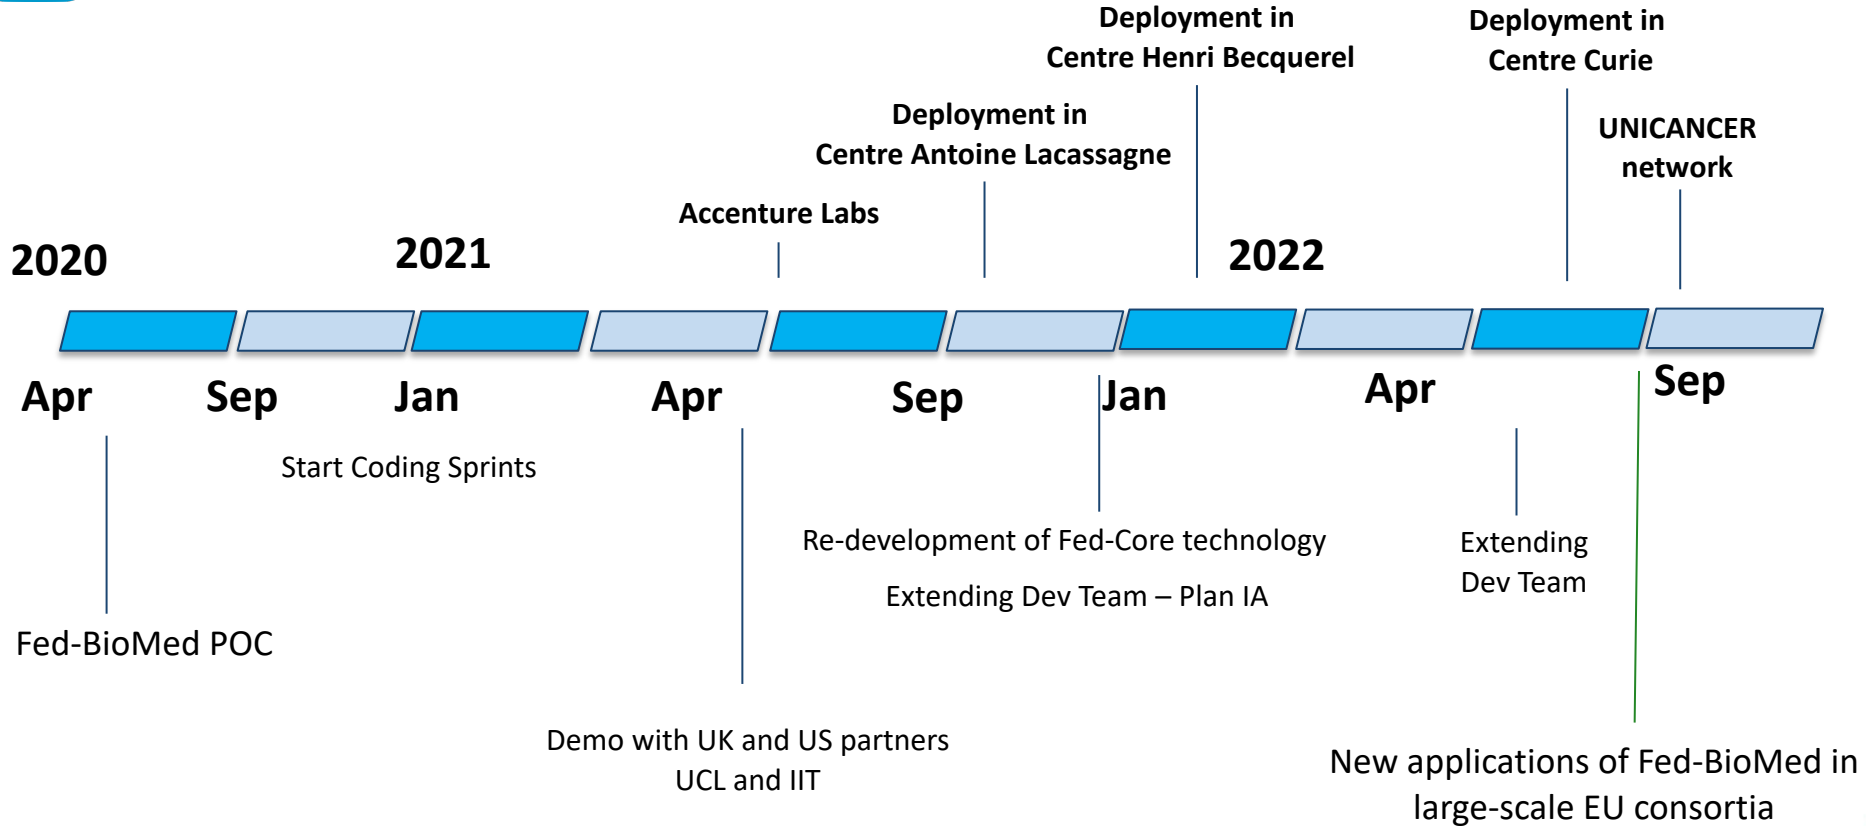 Deployment in
Centre Henri Becquerel
Deployment in
Centre Curie
Deployment in
Centre Antoine Lacassagne
UNICANCER
network
Accenture Labs
2020
2021
2022
Apr
Sep
Jan
Apr
Sep
Jan
Apr
Sep
Start Coding Sprints
Re-development of Fed-Core technology
Extending Dev Team – Plan IA
Extending
Dev Team
Fed-BioMed POC
Demo with UK and US partners
UCL and IIT
New applications of Fed-BioMed in
large-scale EU consortia